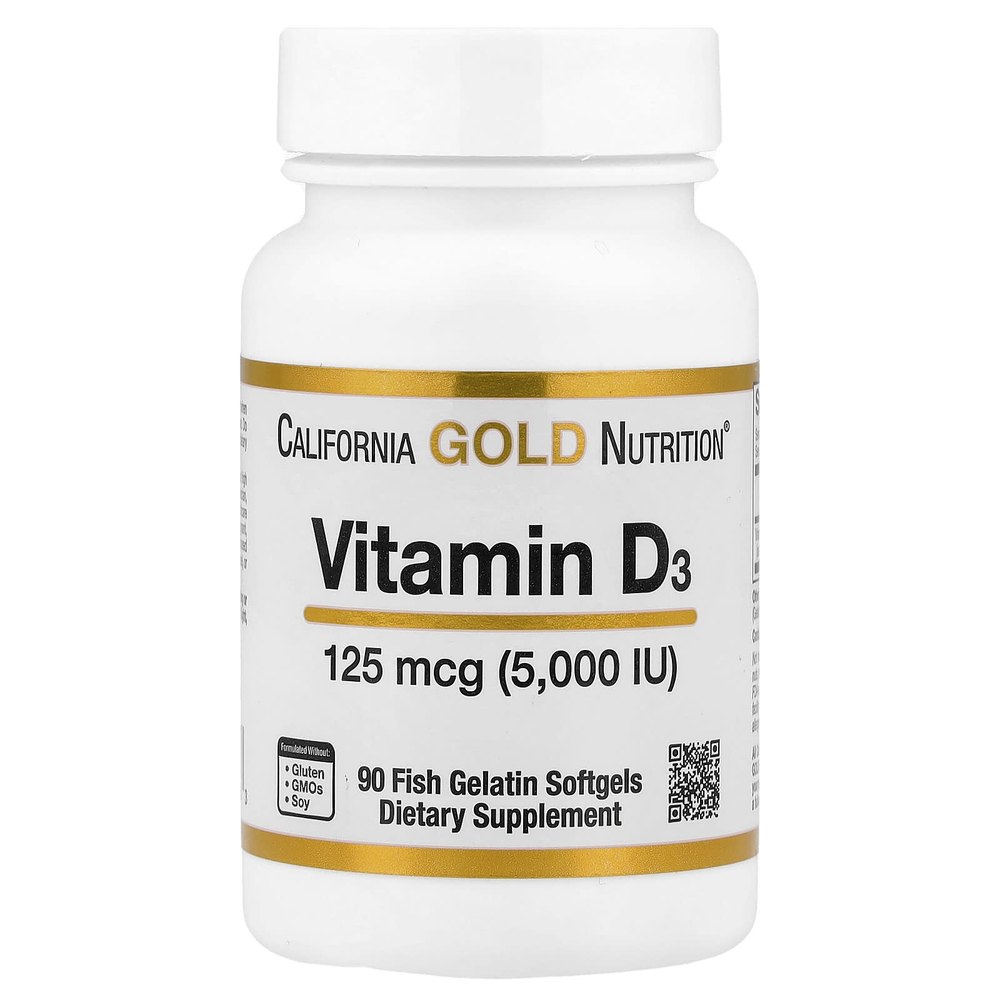 CALIFORNIA GOLD NUTRITION®
Vitamin D3
125 mcg (5,000 IU)
Formulated Without:
• Gluten
• GMOs
• Soy
90 Fish Gelatin Softgels
Dietary Supplement